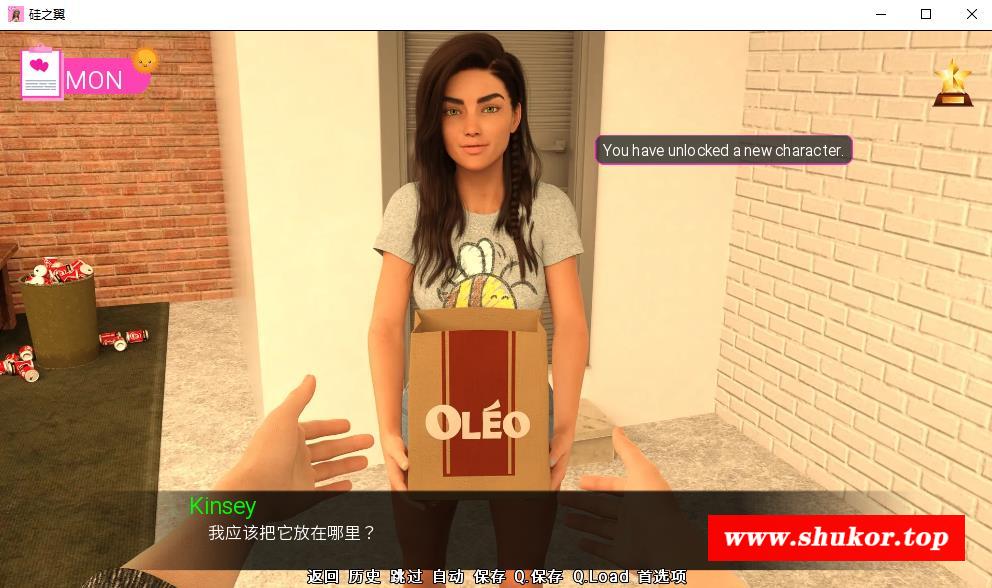 硅之翼
MON
You have unlocked a new character.
OLÉO
Kinsey
我应该把它放在哪里？
www.shukor.top
返回 历史 跳过 自动 保存 Q.保存 Q.Load 首选项